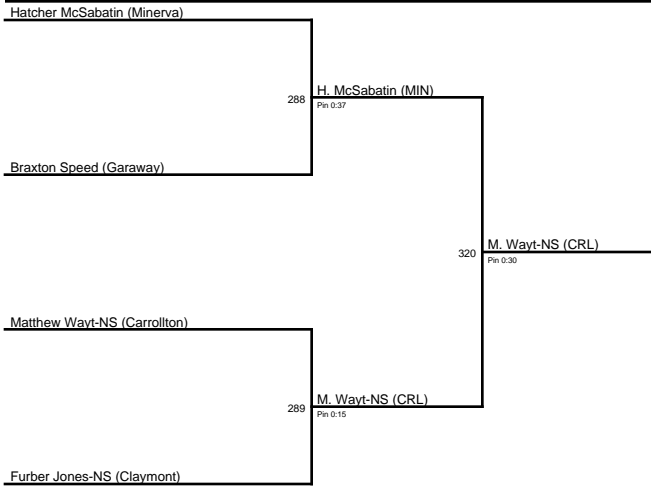 Hatcher McSabatin (Minerva)
288
H. McSabatin (MIN)
Pin 0:37
Braxton Speed (Garaway)
320
M. Wayt-NS (CRL)
Pin 0:30
Matthew Wayt-NS (Carrollton)
289
M. Wayt-NS (CRL)
Pin 0:15
Furber Jones-NS (Claymont)